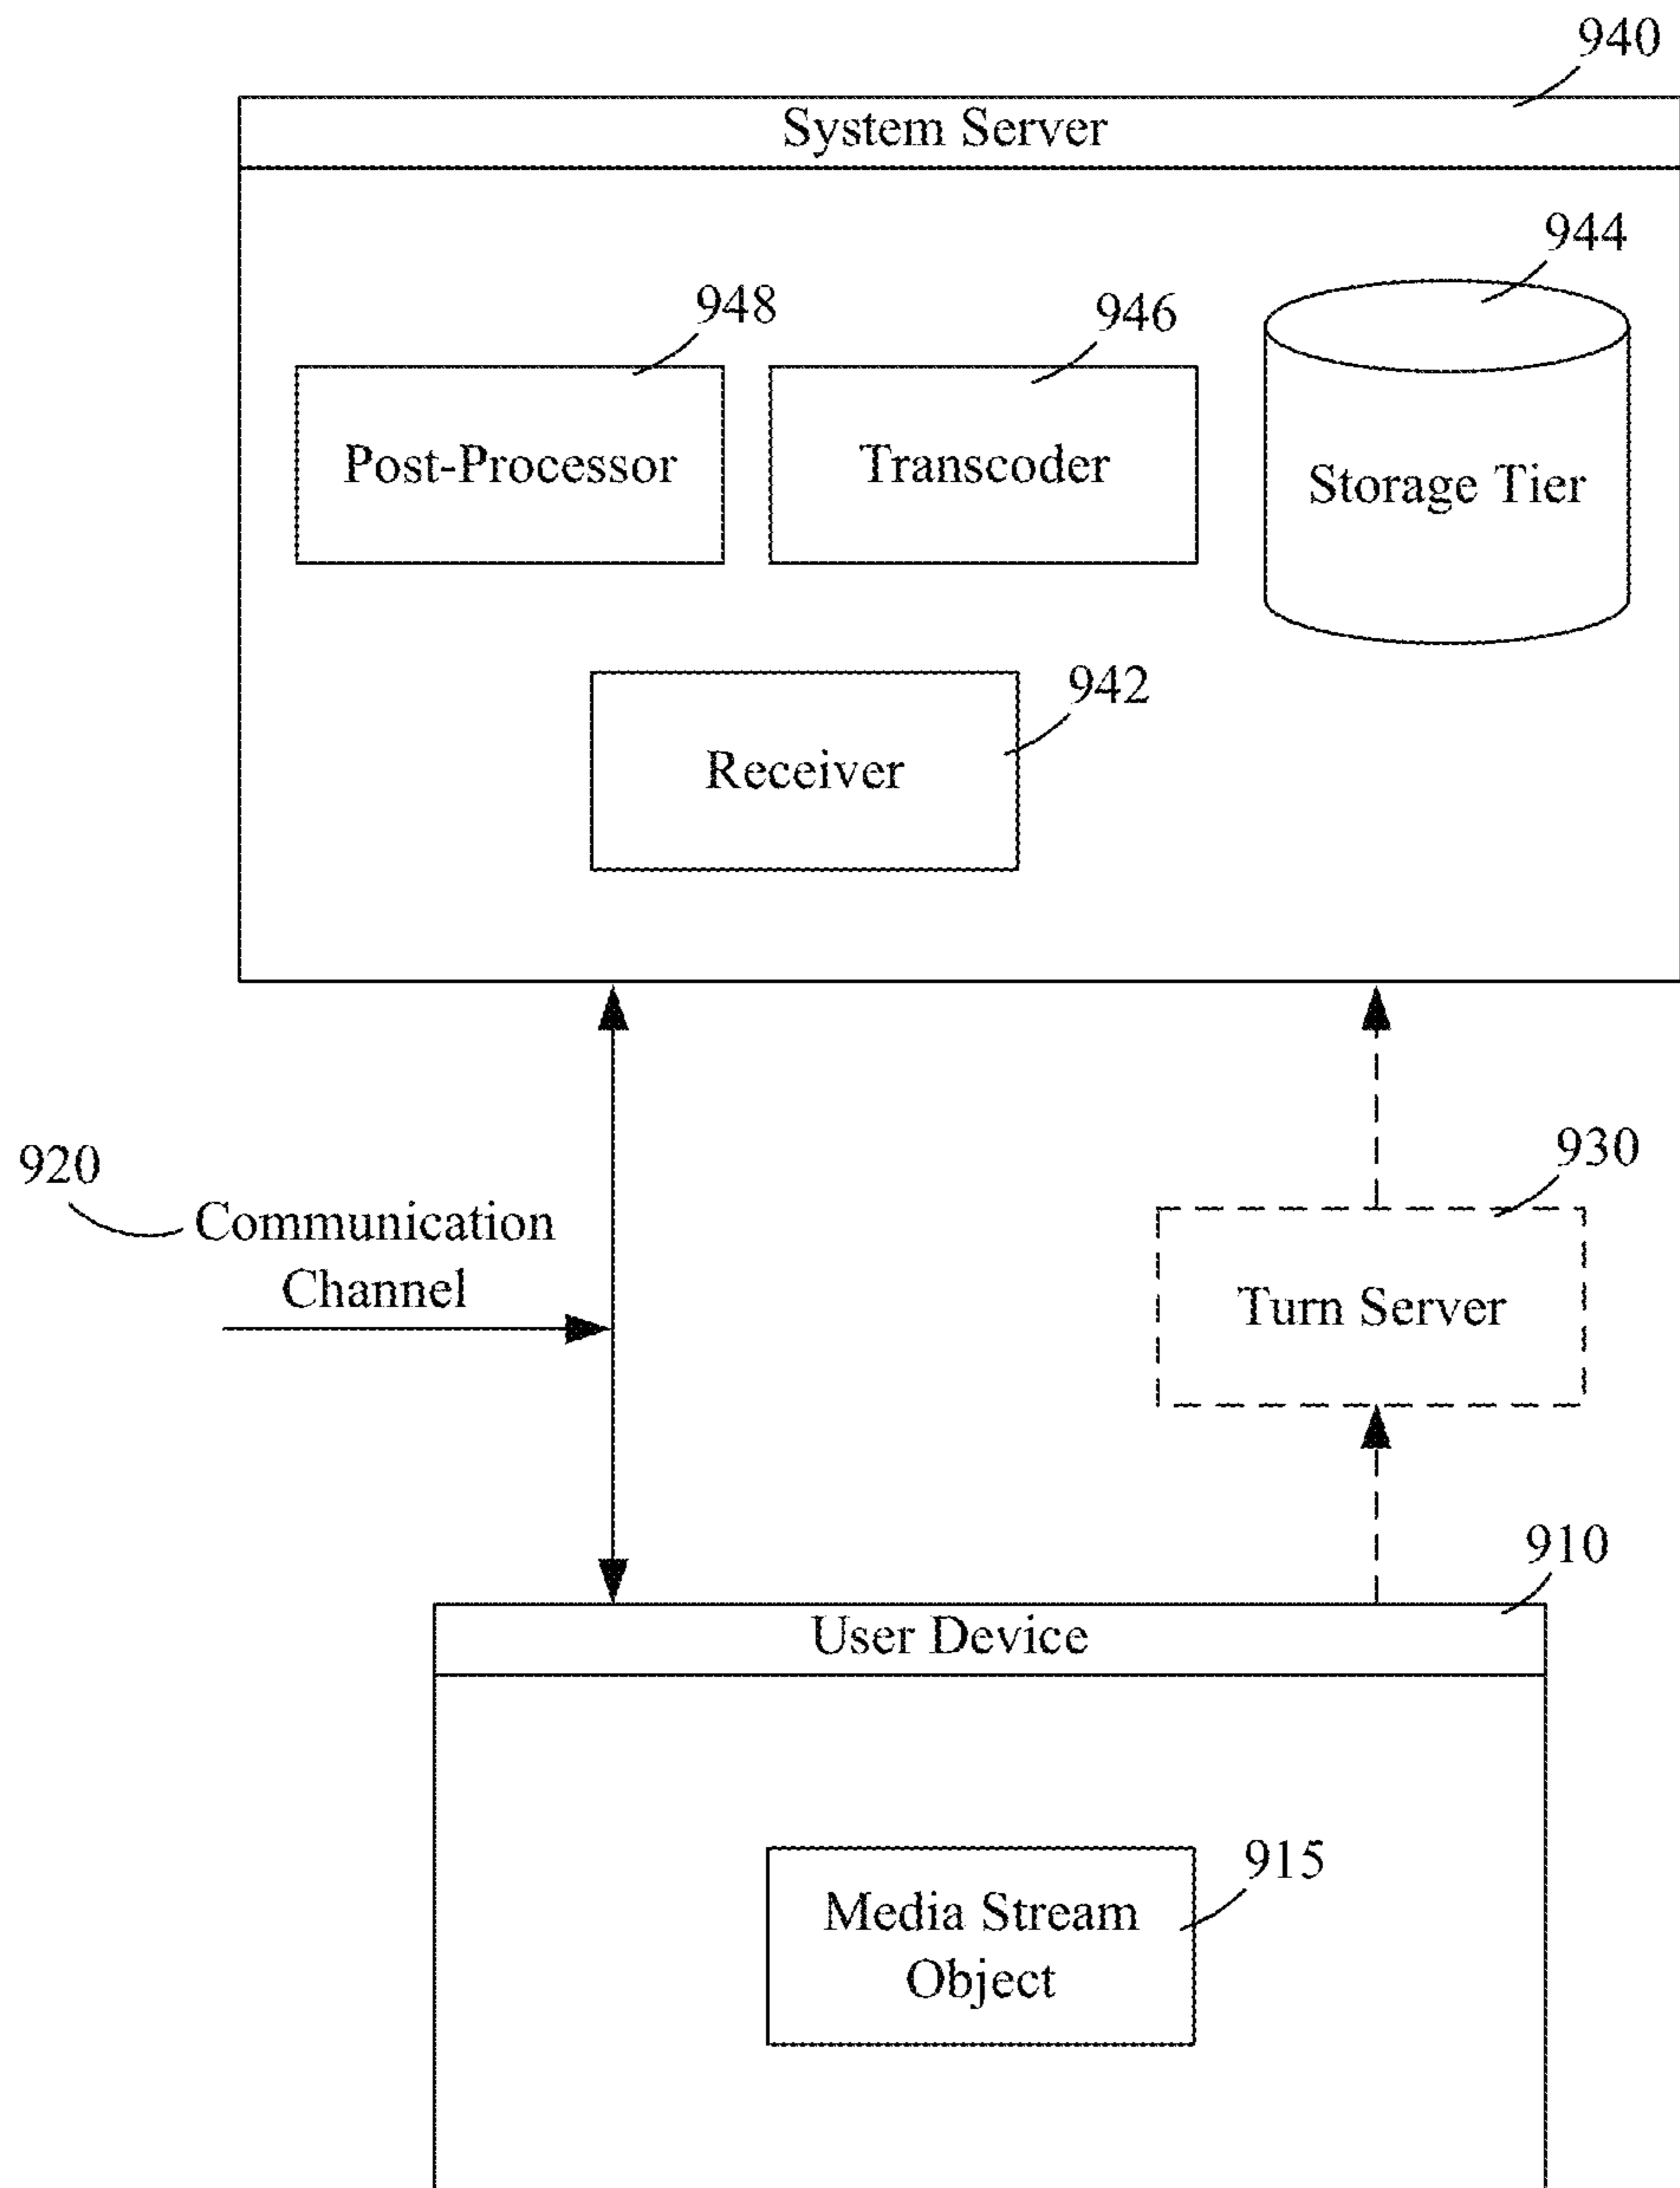 940
System Server
944
948
946
Post-Processor
Transcoder
Storage Tier
942
Receiver
920
930
Communication
Channel
Turn Server
910
User Device
915
Media Stream
Object